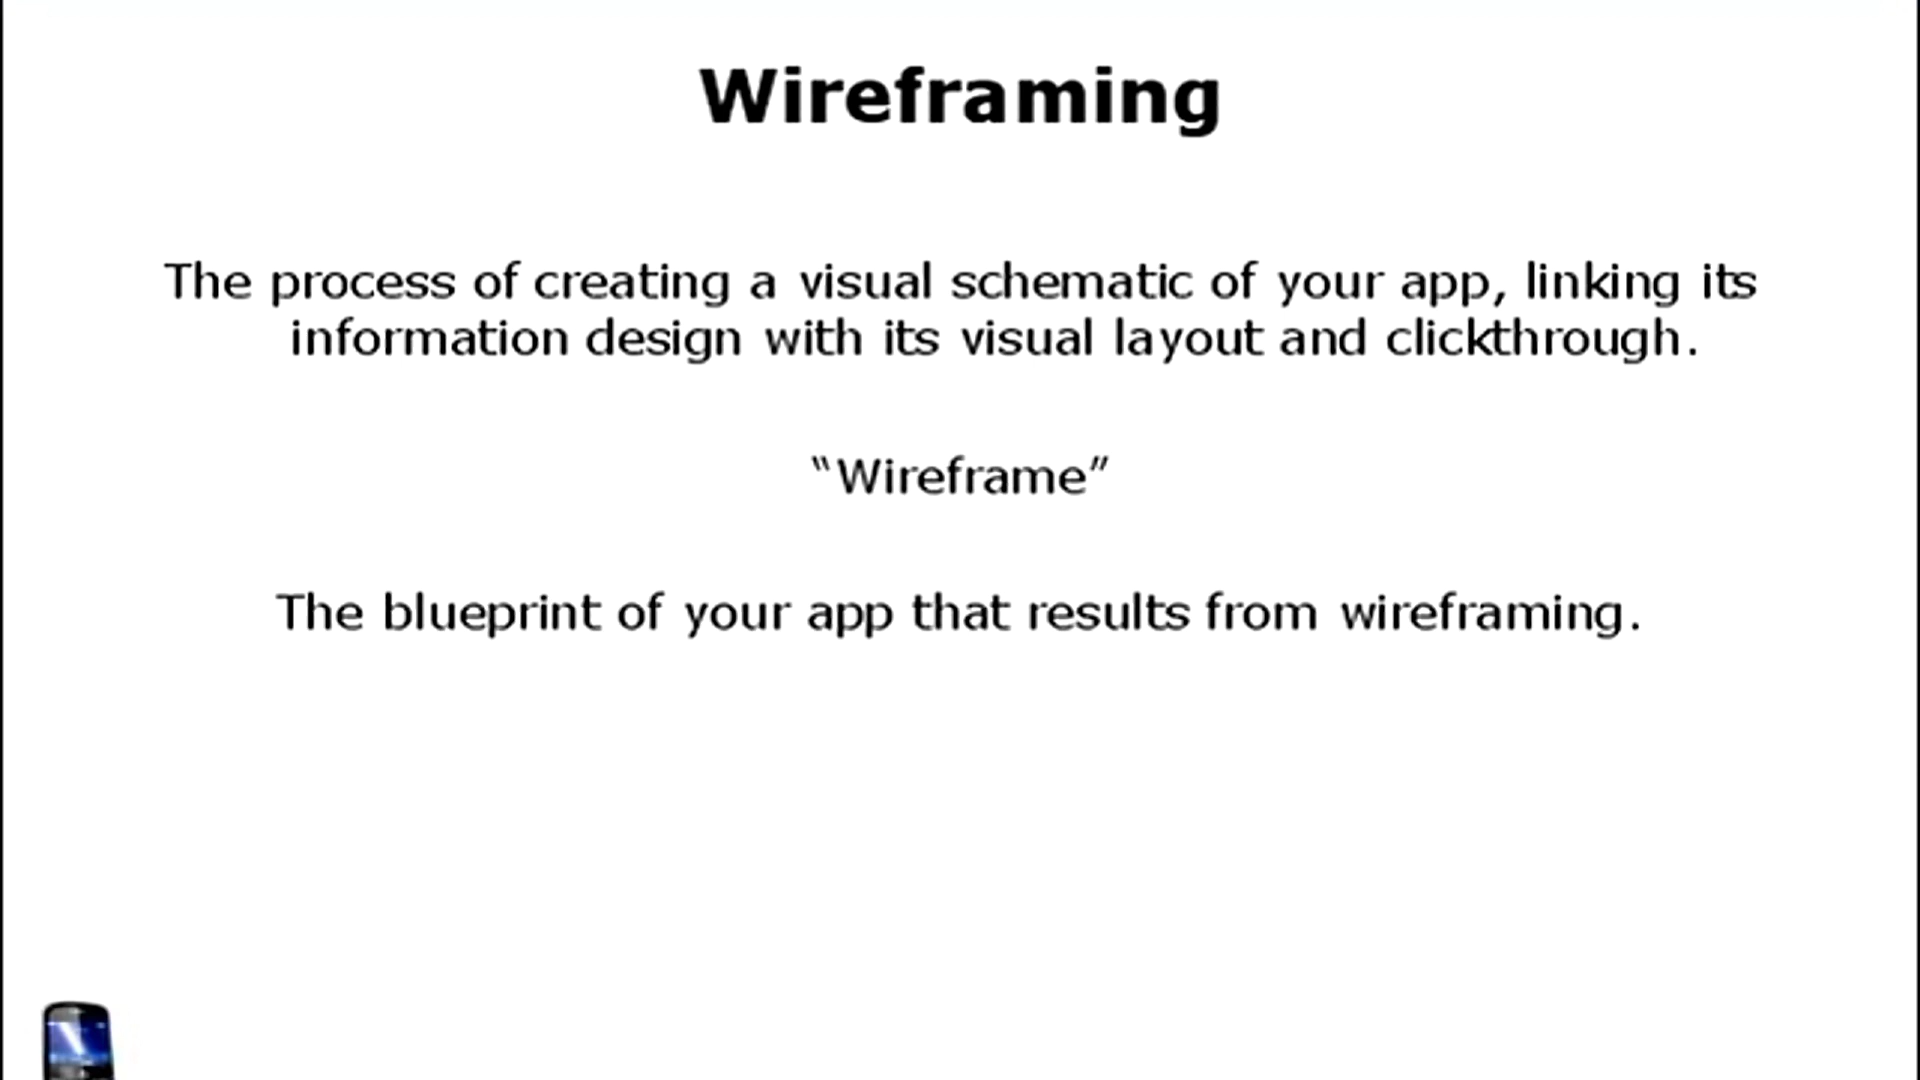 Wireframing
The process of creating a visual schematic of your app, linking its
information design with its visual layout and clickthrough.
“Wireframe”
The blueprint of your app that results from wireframing.